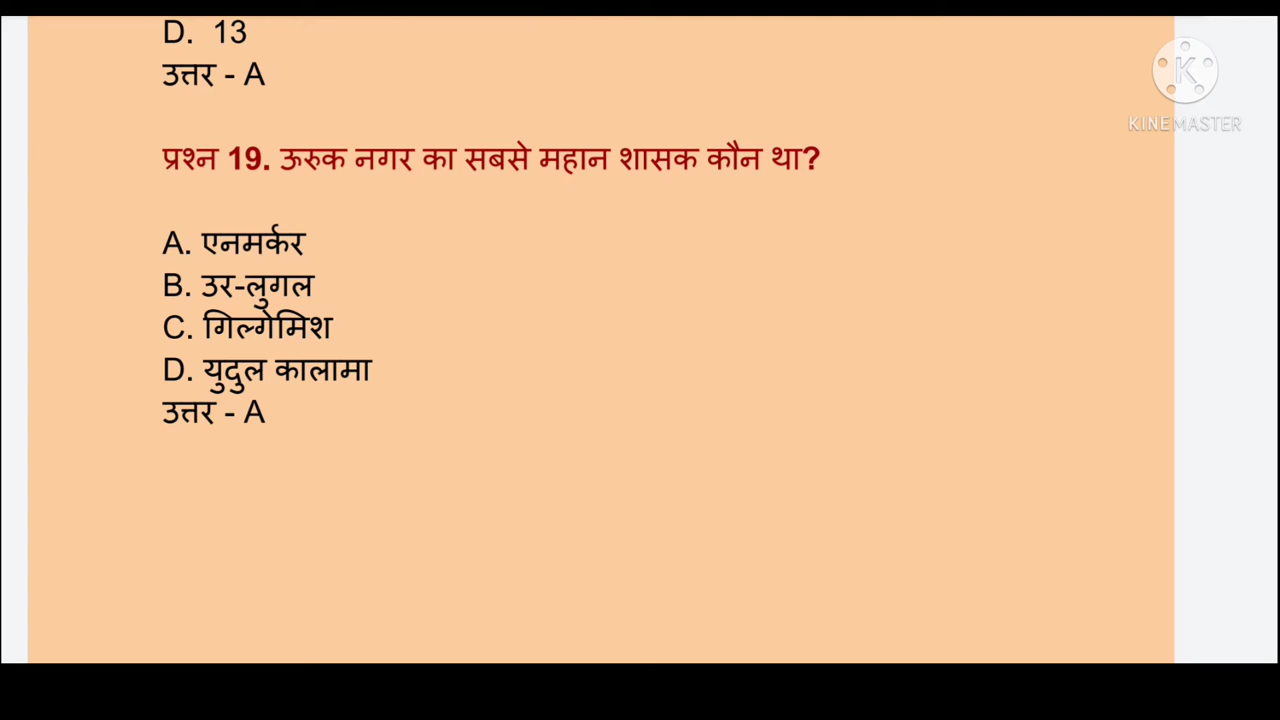 D. 13
उत्तर - A
प्रश्न 19. ऊरुक नगर का सबसे महान शासक कौन था?
A. एनमर्कर
B. उर-लुगल
C. गिल्गेमिश
D. युदुल कालामा
उत्तर - A
K
KINEMASTER